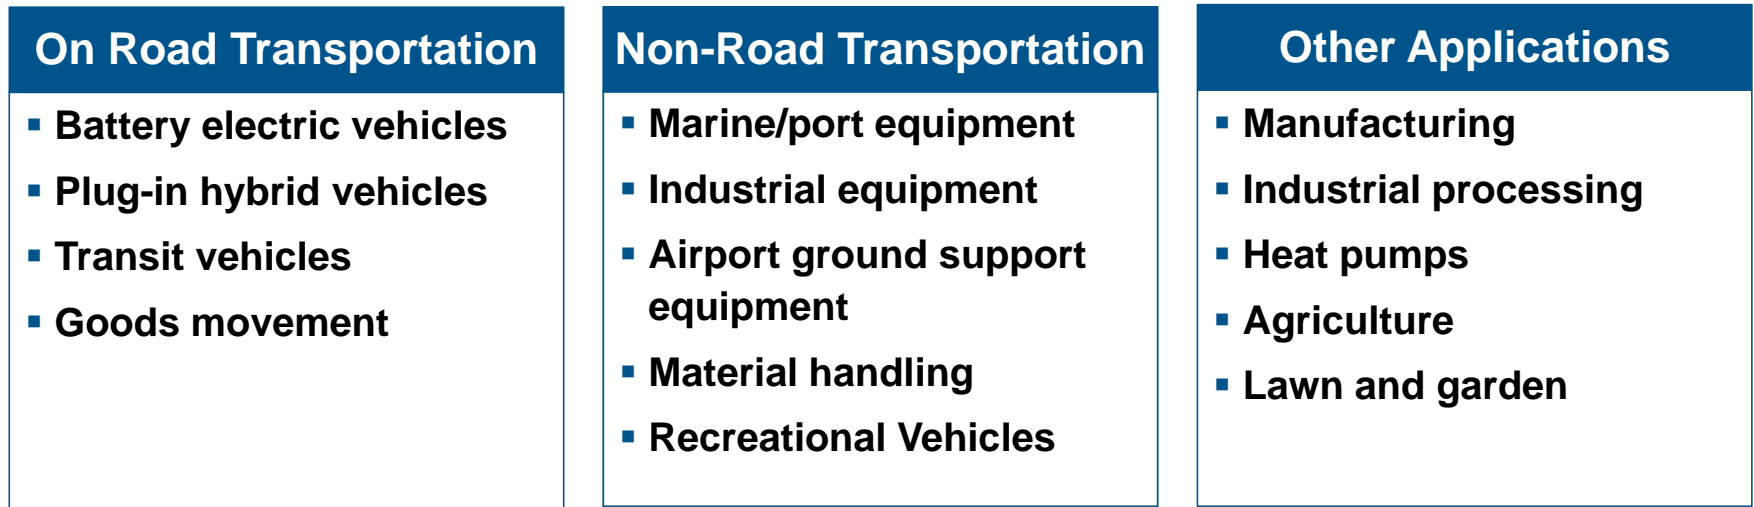 On Road Transportation
▪ Battery electric vehicles
▪ Plug-in hybrid vehicles
▪ Transit vehicles
▪ Goods movement
Non-Road Transportation
▪ Marine/port equipment
▪ Industrial equipment
▪ Airport ground support
equipment
▪ Material handling
▪ Recreational Vehicles
Other Applications
▪ Manufacturing
▪ Industrial processing
▪ Heat pumps
▪ Agriculture
▪ Lawn and garden